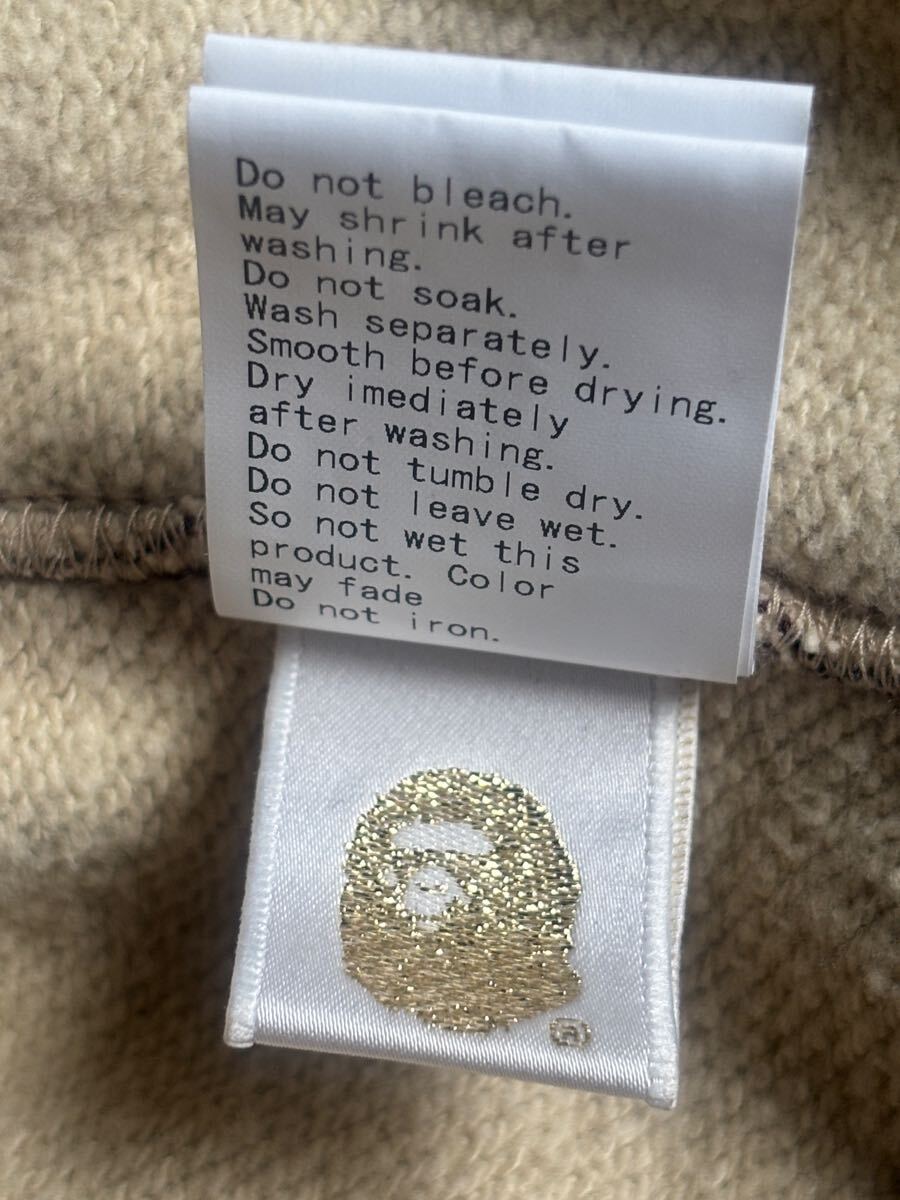 Do not bleach.
May shrink after
washing.
Do not soak.
Wash separately.
Smooth before drying.
Dry imediately
after washing.
Do not tumble dry.
Do not leave wet.
So not wet this
product. Color
may fade
Do not iron.
®